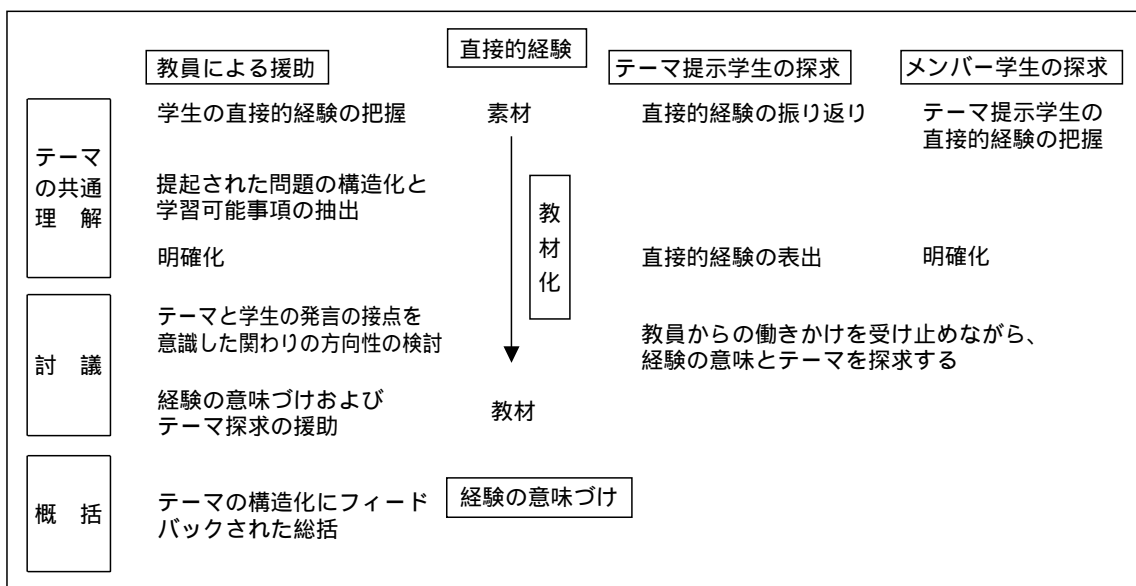 教員による援助
直接的経験
テーマ提示学生の探求
メンバー学生の探求
テーマ
の共通
理　解
学生の直接的経験の把握
素材
直接的経験の振り返り
テーマ提示学生の
直接的経験の把握
提起された問題の構造化と
学習可能事項の抽出
教
材
化
明確化
直接的経験の表出
明確化
討　議
テーマと学生の発言の接点を
意識した関わりの方向性の検討
教員からの働きかけを受け止めながら、
経験の意味とテーマを探求する
経験の意味づけおよび
テーマ探求の援助
教材
概　括
テーマの構造化にフィード
バックされた総括
経験の意味づけ